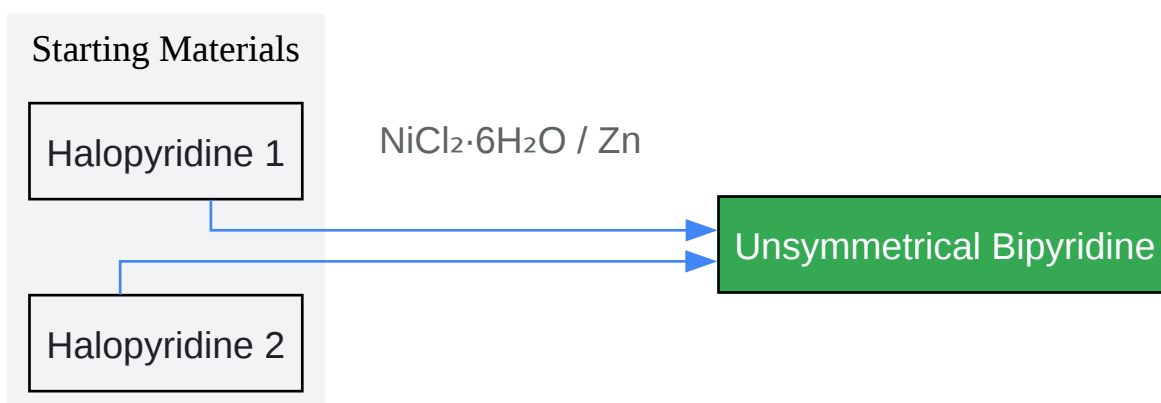 Starting Materials
Halopyridine 1
NiCl₂·6H₂O / Zn
Unsymmetrical Bipyridine
Halopyridine 2